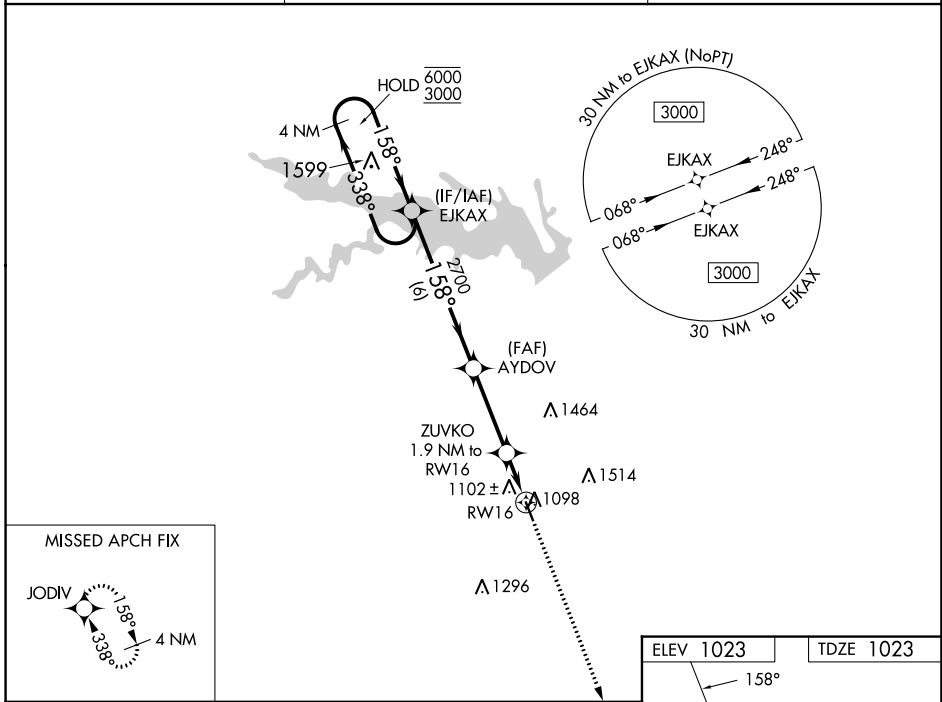 HOLD 6000
3000
4 NM
1599
158°
338°
(IF/IAF)
EJKAX
2700
158°
(6)
(FAF)
AYDOV
1464
ZUVKO
1.9 NM to
RW16
1514
1102 ±
1098
RW16
1296
30 NM to EJKAX (NoPT)
3000
EJKAX
248°
068°
248°
068°
EJKAX
3000
30 NM to EJKAX
MISSED APCH FIX
JODIV
158°
338°
4 NM
ELEV 1023
TDZE 1023
158°